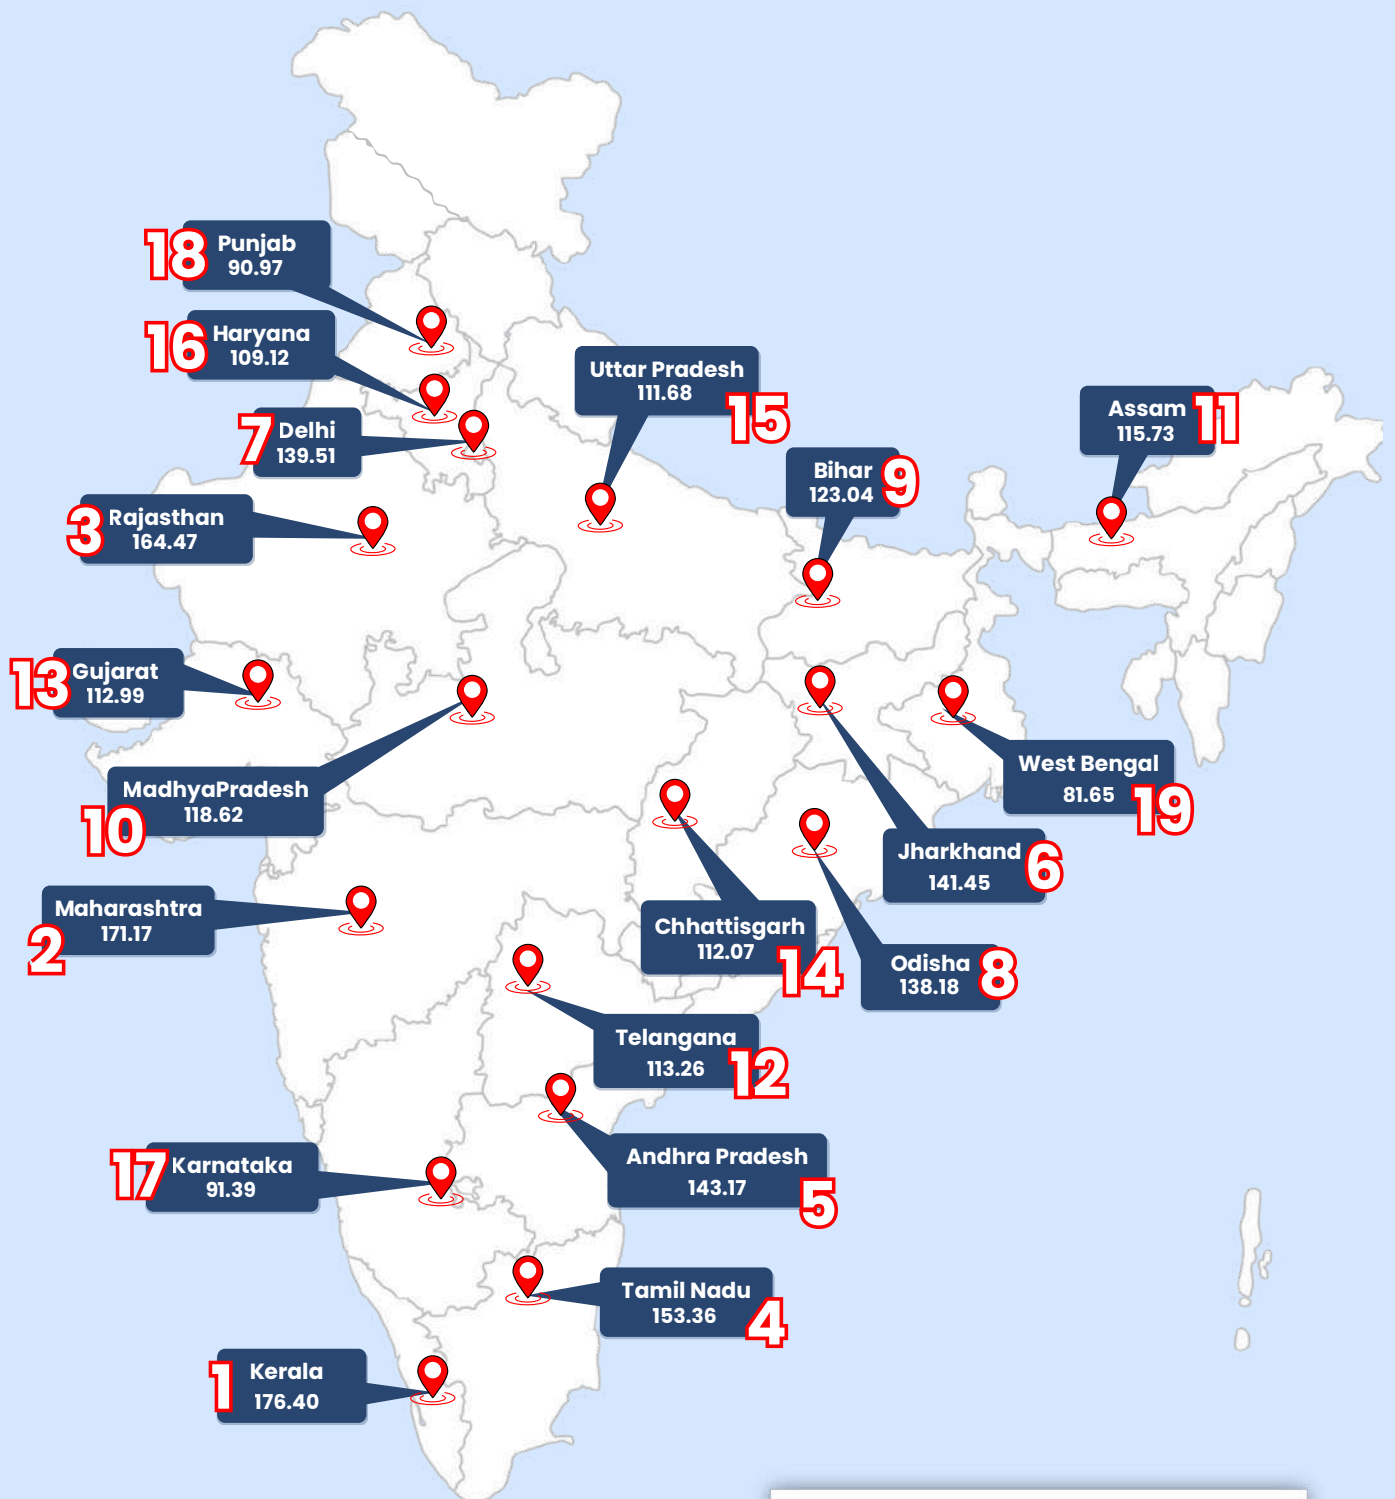 18
Punjab
90.97
16
Haryana
109.12
7
Delhi
139.51
Uttar Pradesh
111.68
15
Assam
115.73
11
Bihar
123.04
9
3
Rajasthan
164.47
13
Gujarat
112.99
MadhyaPradesh
118.62
10
West Bengal
81.65
19
Jharkhand
141.45
6
Maharashtra
171.17
2
Chhattisgarh
112.07
14
Odisha
138.18
8
Telangana
113.26
12
17
Karnataka
91.39
Andhra Pradesh
143.17
5
Tamil Nadu
153.36
4
1
Kerala
176.40